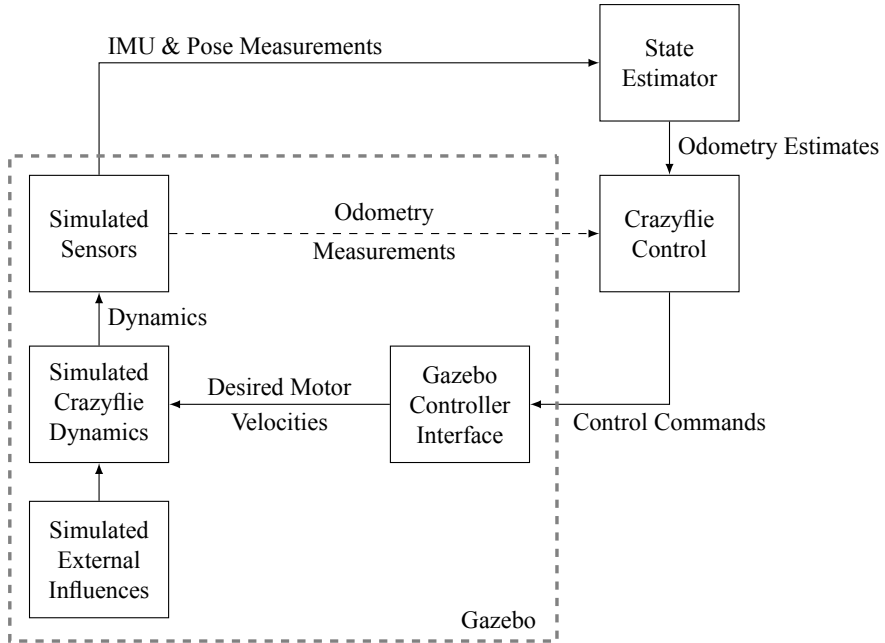 IMU & Pose Measurements
State
Estimator
Odometry Estimates
Simulated
Sensors
Odometry
Measurements
Crazyflie
Control
Dynamics
Simulated
Crazyflie
Dynamics
Desired Motor
Velocities
Gazebo
Controller
Interface
Control Commands
Simulated
External
Influences
Gazebo